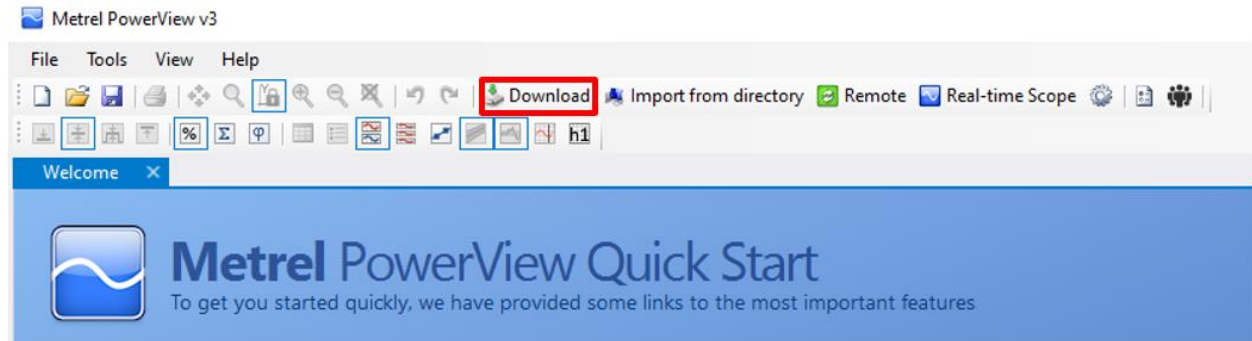 Metrel PowerView v3
File Tools View Help
Download Import from directory Remote Real-time Scope
% Σ φ h1
Welcome
Metrel PowerView Quick Start
To get you started quickly, we have provided some links to the most important features